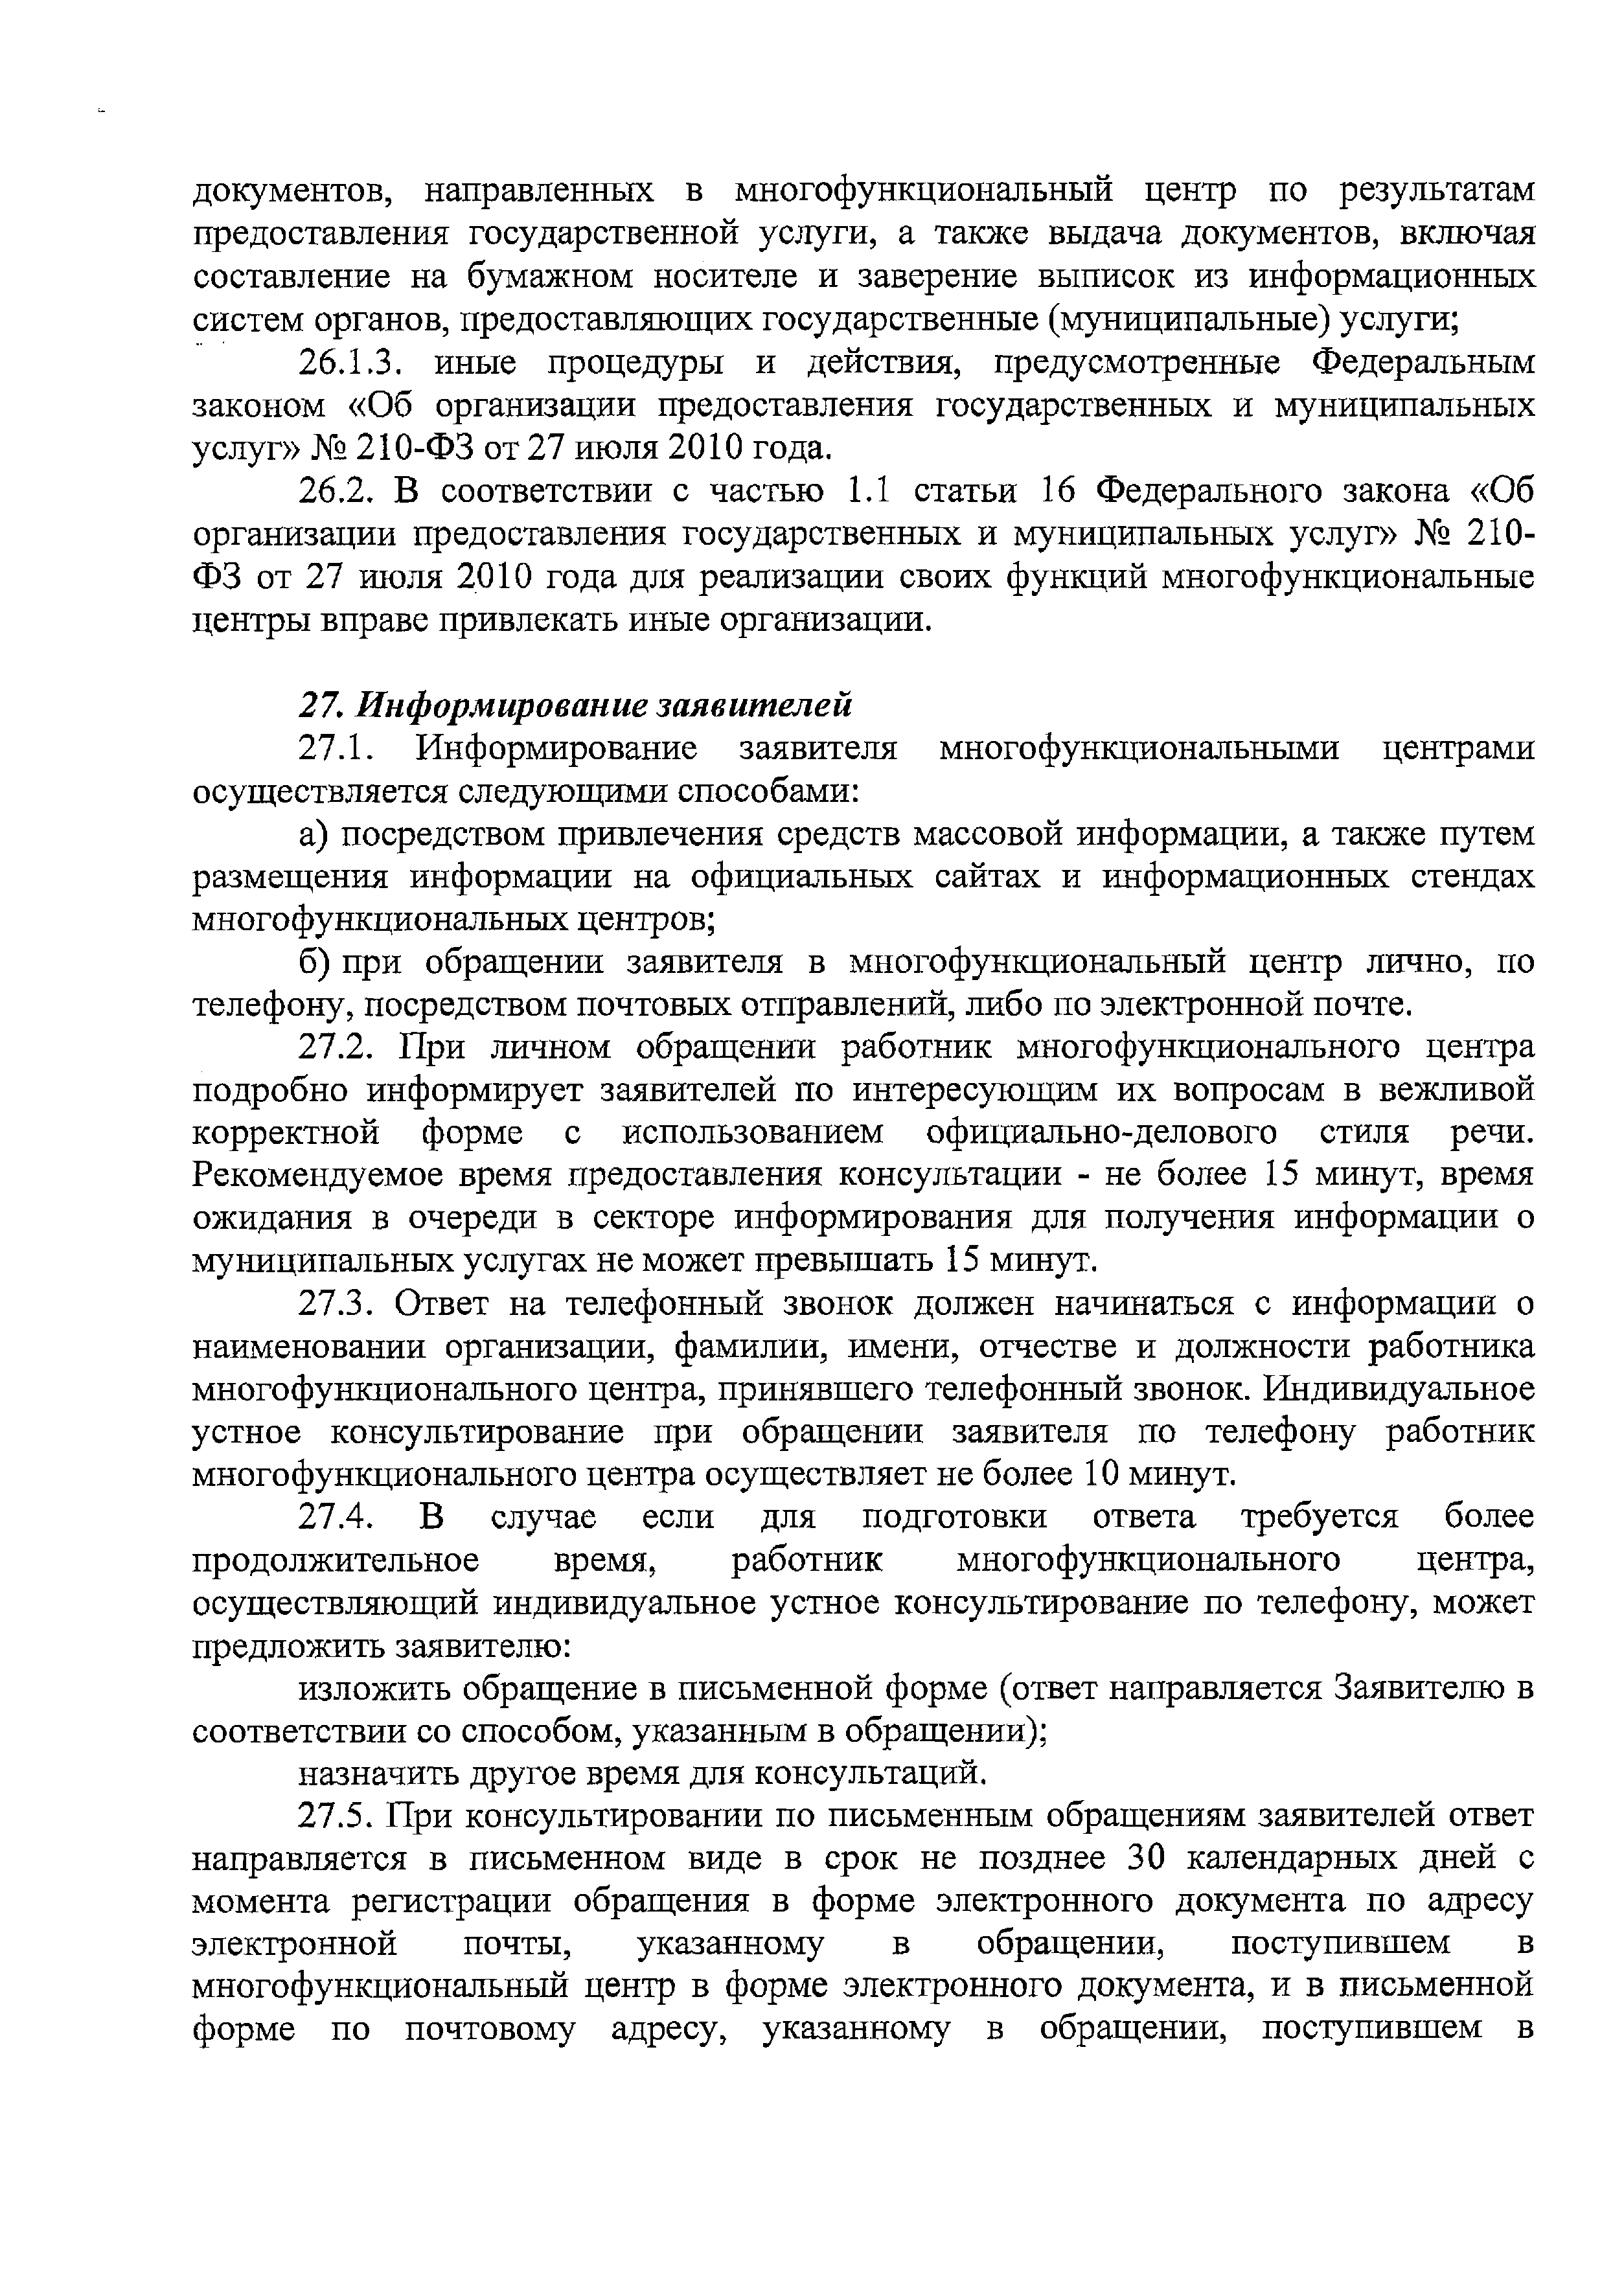 документов, направленных в многофункциональный центр по результатам
предоставления государственной услуги, а также выдача документов, включая
составление на бумажном носителе и заверение выписок из информационных
систем органов, предоставляющих государственные (муниципальные) услуги;
26.1.3. иные процедуры и действия, предусмотренные Федеральным
законом «Об организации предоставления государственных и муниципальных
услуг» № 210-ФЗ от 27 июля 2010 года.
26.2. В соответствии с частью 1.1 статьи 16 Федерального закона «Об
организации предоставления государственных и муниципальных услуг» № 210-
ФЗ от 27 июля 2010 года для реализации своих функций многофункциональные
центры вправе привлекать иные организации.
27. Информирование заявителей
27.1. Информирование заявителя многофункциональными центрами
осуществляется следующими способами:
а) посредством привлечения средств массовой информации, а также путем
размещения информации на официальных сайтах и информационных стендах
многофункциональных центров;
б) при обращении заявителя в многофункциональный центр лично, по
телефону, посредством почтовых отправлений, либо по электронной почте.
27.2. При личном обращении работник многофункционального центра
подробно информирует заявителей по интересующим их вопросам в вежливой
корректной форме с использованием официально-делового стиля речи.
Рекомендуемое время предоставления консультации - не более 15 минут, время
ожидания в очереди в секторе информирования для получения информации о
муниципальных услугах не может превышать 15 минут.
27.3. Ответ на телефонный звонок должен начинаться с информации о
наименовании организации, фамилии, имени, отчестве и должности работника
многофункционального центра, принявшего телефонный звонок. Индивидуальное
устное консультирование при обращении заявителя по телефону работник
многофункционального центра осуществляет не более 10 минут.
27.4. В случае если для подготовки ответа требуется более
продолжительное время, работник многофункционального центра,
осуществляющий индивидуальное устное консультирование по телефону, может
предложить заявителю:
изложить обращение в письменной форме (ответ направляется Заявителю в
соответствии со способом, указанным в обращении);
назначить другое время для консультаций.
27.5. При консультировании по письменным обращениям заявителей ответ
направляется в письменном виде в срок не позднее 30 календарных дней с
момента регистрации обращения в форме электронного документа по адресу
электронной почты, указанному в обращении, поступившем в
многофункциональный центр в форме электронного документа, и в письменной
форме по почтовому адресу, указанному в обращении, поступившем в